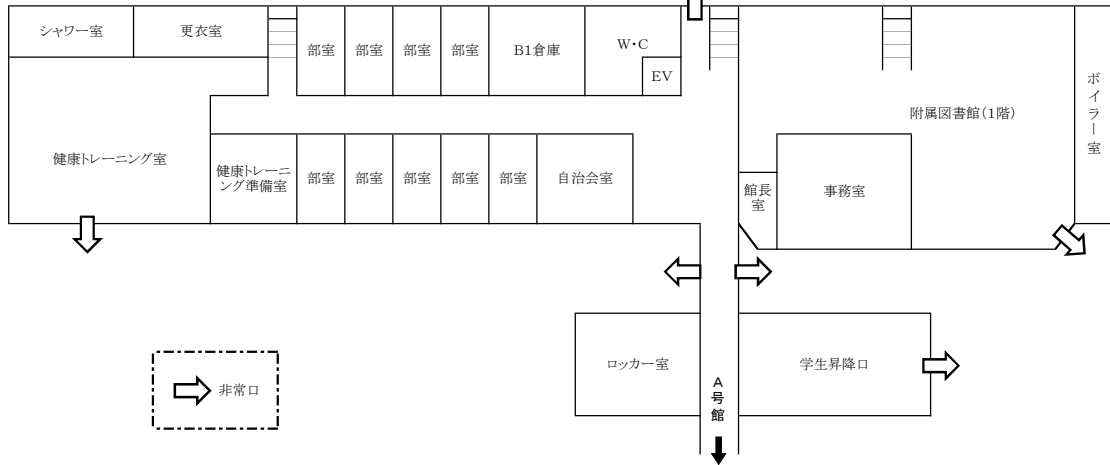 シャワー室
更衣室
部室
部室
部室
部室
B1倉庫
W・C
EV
附属図書館(1階)
ボイラー室
健康トレーニング室
健康トレーニ
ング準備室
部室
部室
部室
部室
部室
自治会室
館長
室
事務室
ロッカー室
学生昇降口
A号館
非常口